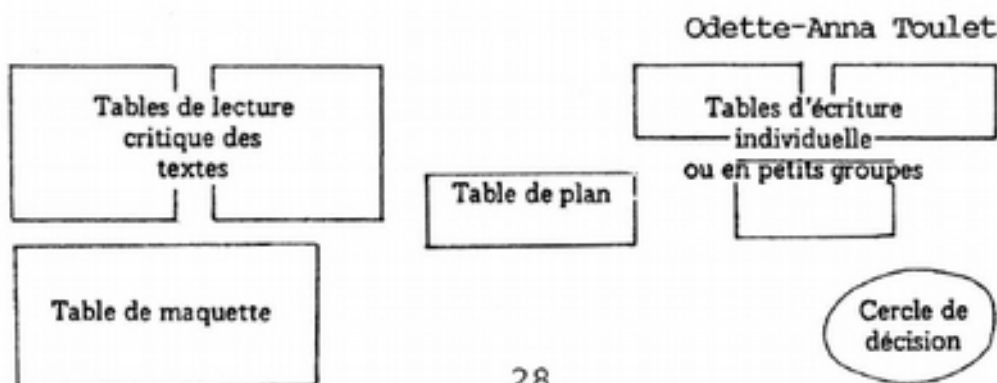 Odette-Anna Toulet
Tables de lecture
critique des
textes
Tables d'écriture
individuelle
ou en petits groupes
Table de plan
Table de maquette
Cercle de
décision
28